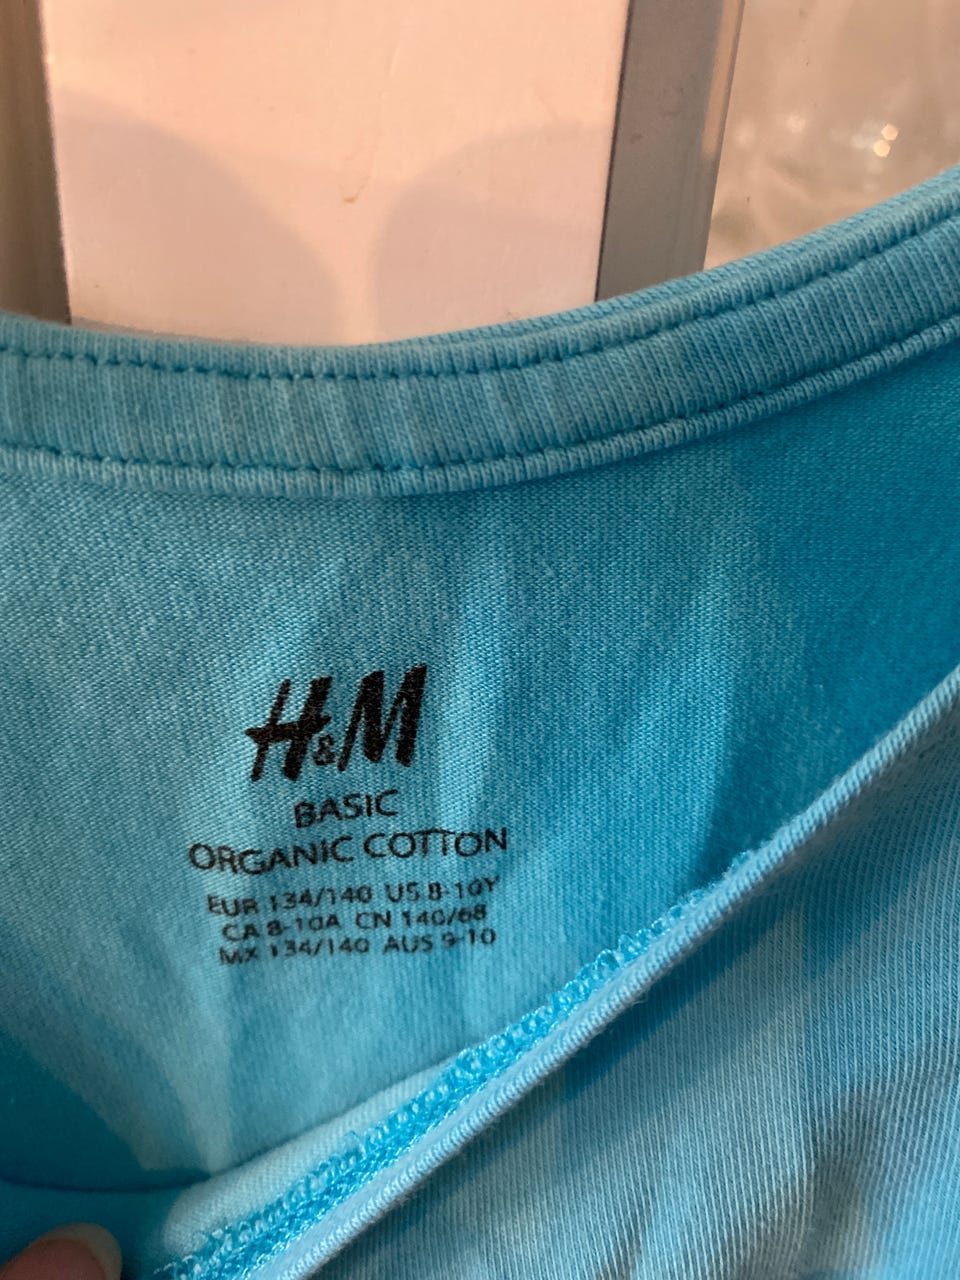 H&M
BASIC
ORGANIC COTTON
EUR 134/140 US 8-10Y
CA 8-10A CN 140/68
MX 134/140 AUS 9-10